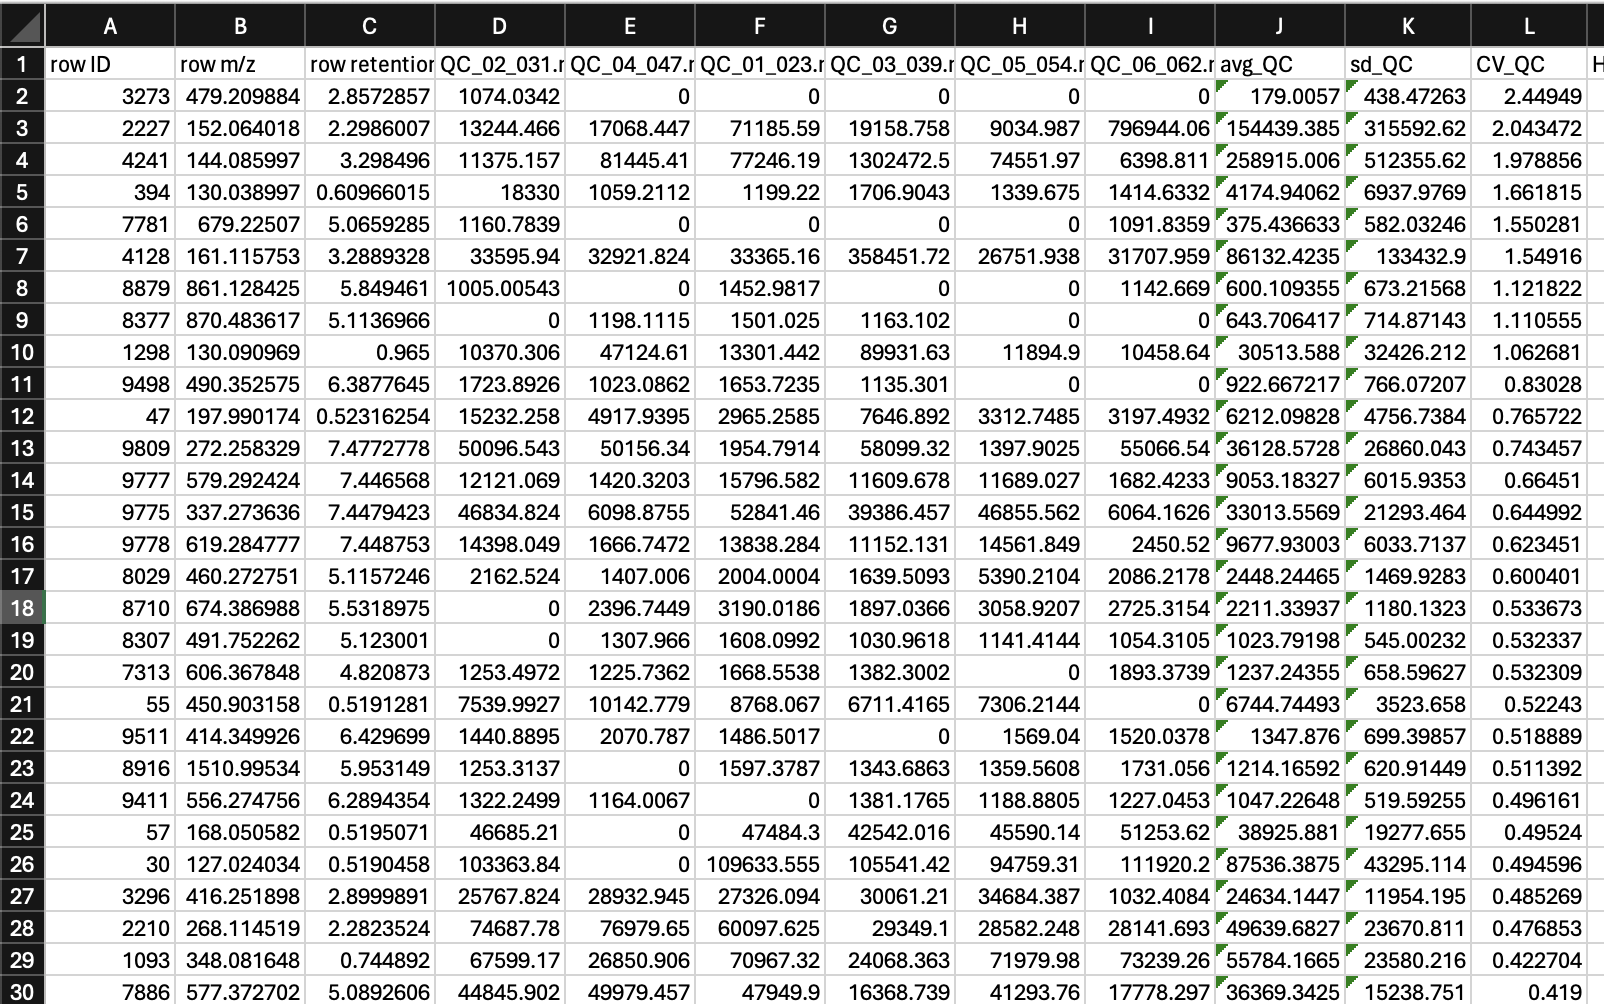 A B C D E F G H I J K L
1 row ID row m/z row retention QC_02_031.r QC_04_047.r QC_01_023.r QC_03_039.r QC_05_054.r QC_06_062.r avg_QC sd_QC CV_QC H
2 3273 479.209884 2.8572857 1074.0342 0 0 0 0 0 179.0057 438.47263 2.44949
3 2227 152.064018 2.2986007 13244.466 17068.447 71185.59 19158.758 9034.987 796944.06 154439.385 315592.62 2.043472
4 4241 144.085997 3.298496 11375.157 81445.41 77246.19 1302472.5 74551.97 6398.811 258915.006 512355.62 1.978856
5 394 130.038997 0.60966015 18330 1059.2112 1199.22 1706.9043 1339.675 1414.6332 4174.94062 6937.9769 1.661815
6 7781 679.22507 5.0659285 1160.7839 0 0 0 0 1091.8359 375.436633 582.03246 1.550281
7 4128 161.115753 3.2889328 33595.94 32921.824 33365.16 358451.72 26751.938 31707.959 86132.4235 133432.9 1.54916
8 8879 861.128425 5.849461 1005.00543 0 1452.9817 0 0 1142.669 600.109355 673.21568 1.121822
9 8377 870.483617 5.1136966 0 1198.1115 1501.025 1163.102 0 0 643.706417 714.87143 1.110555
10 1298 130.090969 0.965 10370.306 47124.61 13301.442 89931.63 11894.9 10458.64 30513.588 32426.212 1.062681
11 9498 490.352575 6.3877645 1723.8926 1023.0862 1653.7235 1135.301 0 0 922.667217 766.07207 0.83028
12 47 197.990174 0.52316254 15232.258 4917.9395 2965.2585 7646.892 3312.7485 3197.4932 6212.09828 4756.7384 0.765722
13 9809 272.258329 7.4772778 50096.543 50156.34 1954.7914 58099.32 1397.9025 55066.54 36128.5728 26860.043 0.743457
14 9777 579.292424 7.446568 12121.069 1420.3203 15796.582 11609.678 11689.027 1682.4233 9053.18327 6015.9353 0.66451
15 9775 337.273636 7.4479423 46834.824 6098.8755 52841.46 39386.457 46855.562 6064.1626 33013.5569 21293.464 0.644992
16 9778 619.284777 7.448753 14398.049 1666.7472 13838.284 11152.131 14561.849 2450.52 9677.93003 6033.7137 0.623451
17 8029 460.272751 5.1157246 2162.524 1407.006 2004.0004 1639.5093 5390.2104 2086.2178 2448.24465 1469.9283 0.600401
18 8710 674.386988 5.5318975 0 2396.7449 3190.0186 1897.0366 3058.9207 2725.3154 2211.33937 1180.1323 0.533673
19 8307 491.752262 5.123001 0 1307.966 1608.0992 1030.9618 1141.4144 1054.3105 1023.79198 545.00232 0.532337
20 7313 606.367848 4.820873 1253.4972 1225.7362 1668.5538 1382.3002 0 1893.3739 1237.24355 658.59627 0.532309
21 55 450.903158 0.5191281 7539.9927 10142.779 8768.067 6711.4165 7306.2144 0 6744.74493 3523.658 0.52243
22 9511 414.349926 6.429699 1440.8895 2070.787 1486.5017 0 1569.04 1520.0378 1347.876 699.39857 0.518889
23 8916 1510.99534 5.953149 1253.3137 0 1597.3787 1343.6863 1359.5608 1731.056 1214.16592 620.91449 0.511392
24 9411 556.274756 6.2894354 1322.2499 1164.0067 0 1381.1765 1188.8805 1227.0453 1047.22648 519.59255 0.496161
25 57 168.050582 0.5195071 46685.21 0 47484.3 42542.016 45590.14 51253.62 38925.881 19277.655 0.49524
26 30 127.024034 0.5190458 103363.84 0 109633.555 105541.42 94759.31 111920.2 87536.3875 43295.114 0.494596
27 3296 416.251898 2.8999891 25767.824 28932.945 27326.094 30061.21 34684.387 1032.4084 24634.1447 11954.195 0.485269
28 2210 268.114519 2.2823524 74687.78 76979.65 60097.625 29349.1 28582.248 28141.693 49639.6827 23670.811 0.476853
29 1093 348.081648 0.744892 67599.17 26850.906 70967.32 24068.363 71979.98 73239.26 55784.1665 23580.216 0.422704
30 7886 577.372702 5.0892606 44845.902 49979.457 47949.9 16368.739 41293.76 17778.297 36369.3425 15238.751 0.419